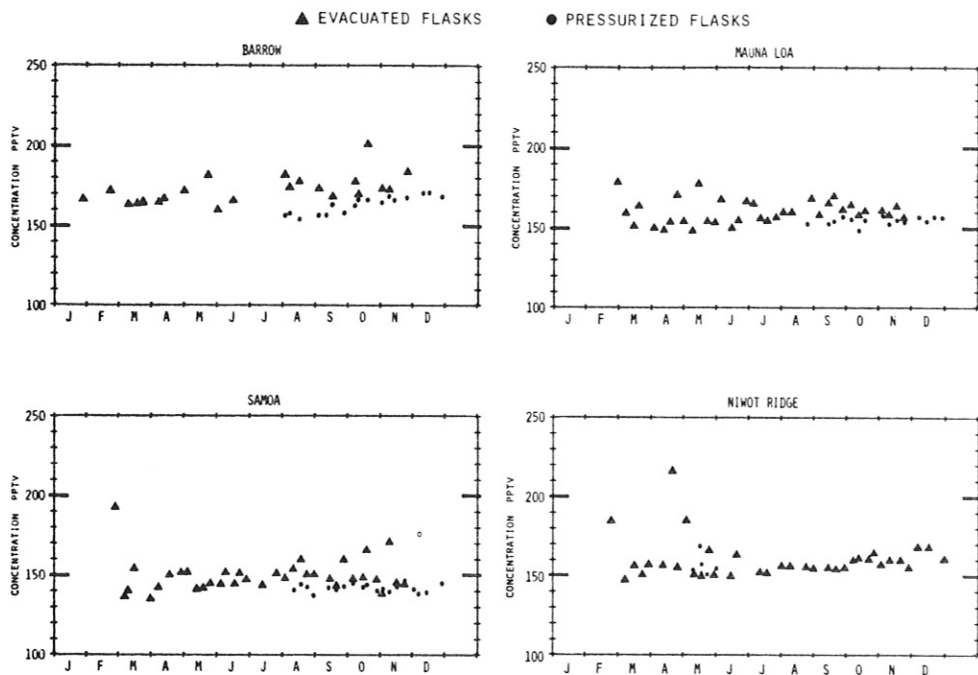 ▲ EVACUATED FLASKS ● PRESSURIZED FLASKS
BARROW
250
200
150
100
CONCENTRATION PPTV
J F M A M J J A S O N D
MAUNA LOA
250
200
150
100
CONCENTRATION PPTV
J F M A M J J A S O N D
SAMOA
250
200
150
100
CONCENTRATION PPTV
J F M A M J J A S O N D
NIWOT RIDGE
250
200
150
100
CONCENTRATION PPTV
J F M A M J J A S O N D